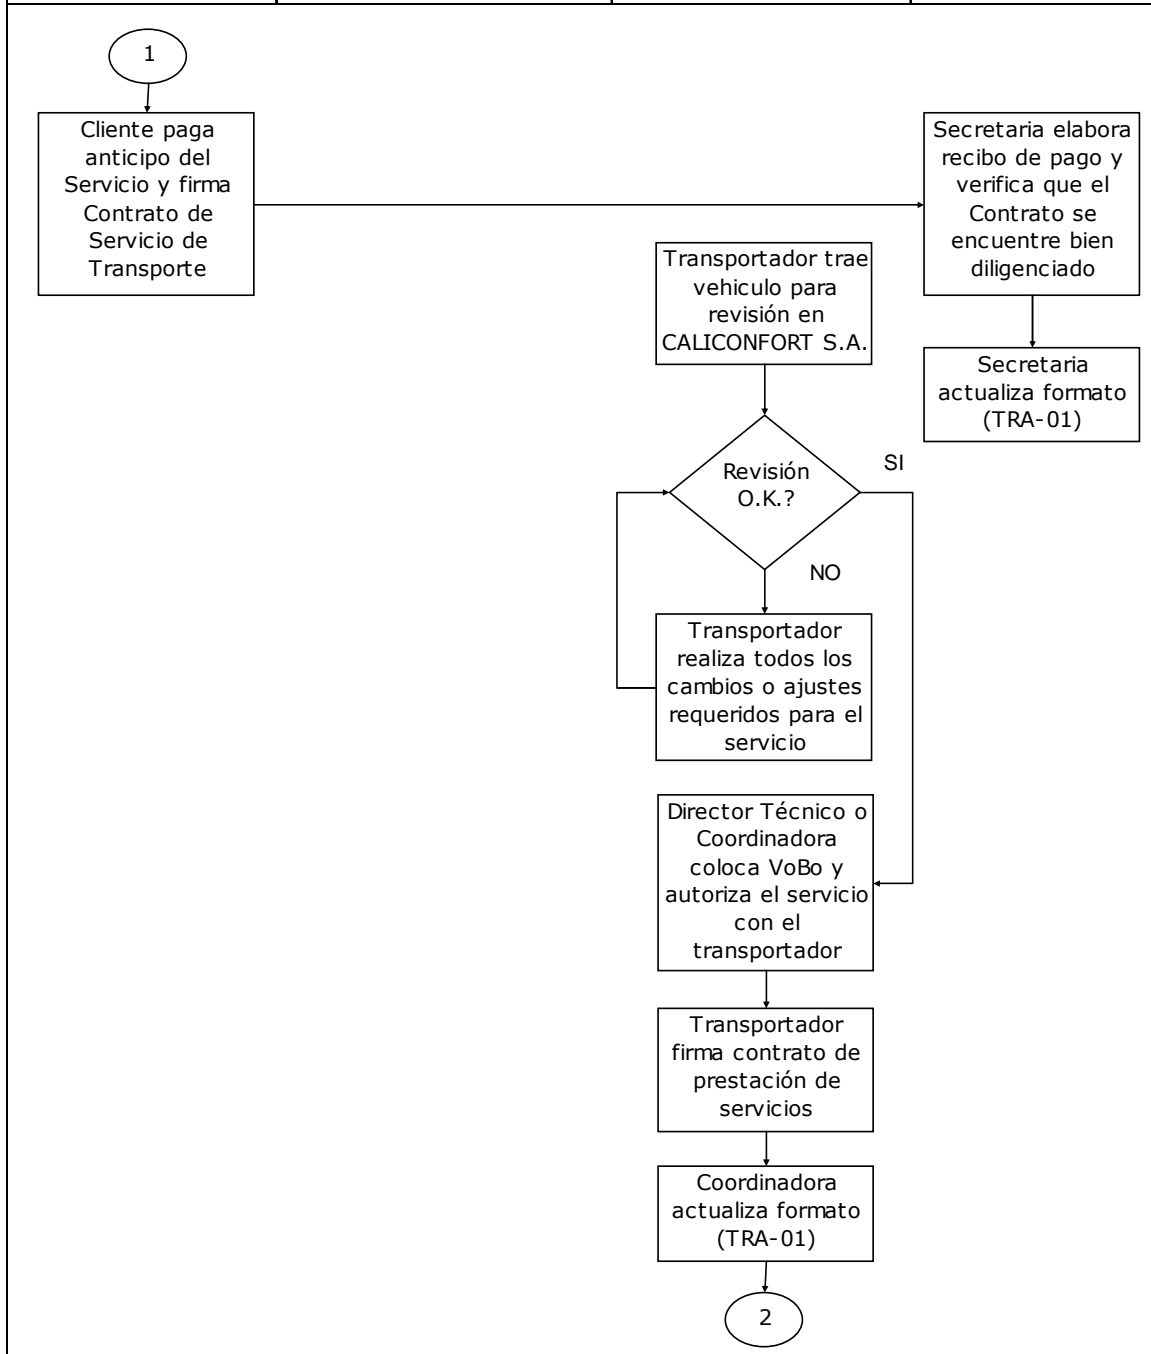 1
Cliente paga
anticipo del
Servicio y firma
Contrato de
Servicio de
Transporte
Secretaria elabora
recibo de pago y
verifica que el
Contrato se
encuentre bien
diligenciado
Transportador trae
vehiculo para
revisión en
CALICONFORT S.A.
Secretaria
actualiza formato
(TRA-01)
Revisión
O.K.?
SI
NO
Transportador
realiza todos los
cambios o ajustes
requeridos para el
servicio
Director Técnico o
Coordinadora
coloca VoBo y
autoriza el servicio
con el
transportador
Transportador
firma contrato de
prestación de
servicios
Coordinadora
actualiza formato
(TRA-01)
2